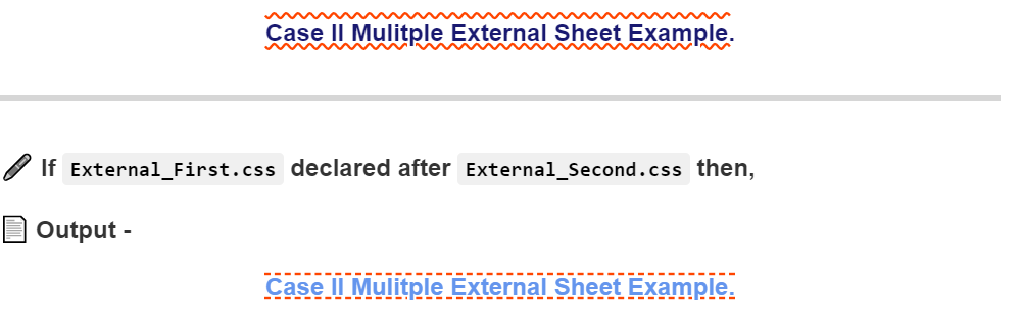 Case II Mulitple External Sheet Example.
If External_First.css declared after External_Second.css then,
Output -
Case II Mulitple External Sheet Example.